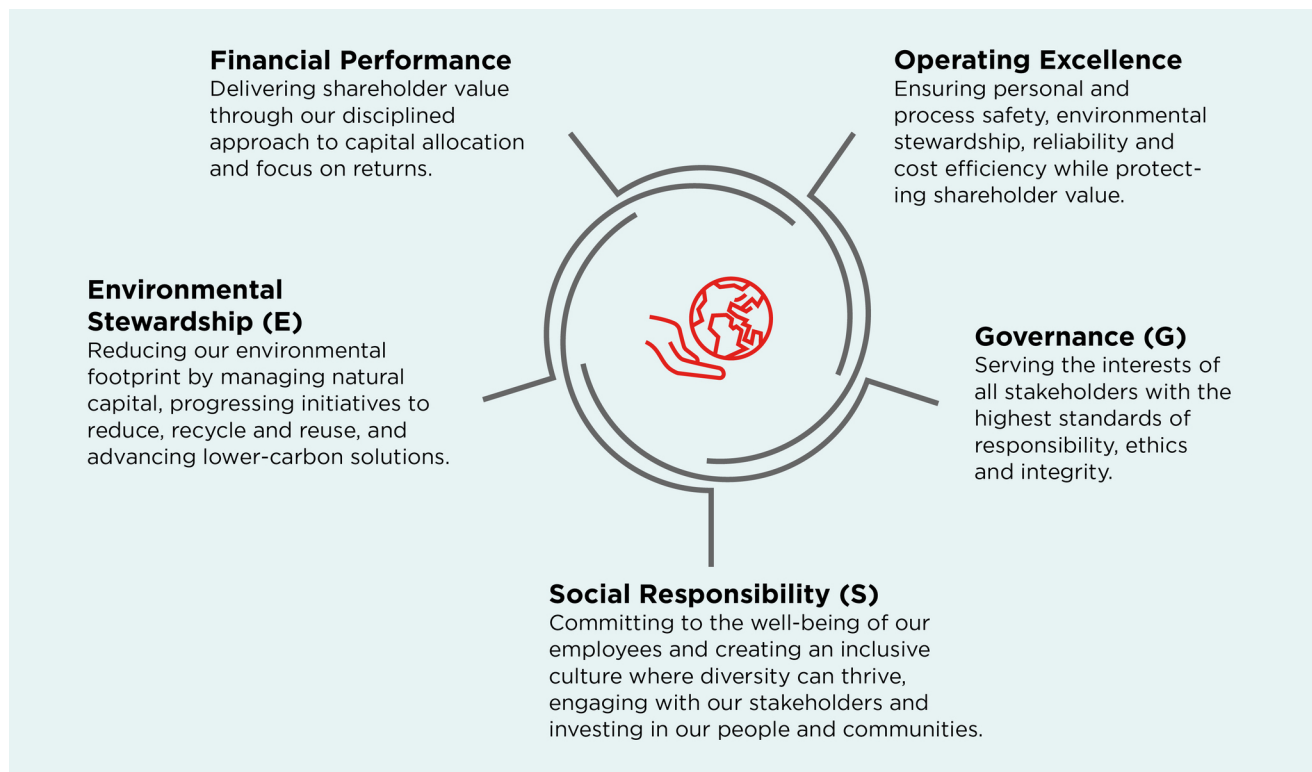 Financial Performance
Delivering shareholder value
through our disciplined
approach to capital allocation
and focus on returns.
Operating Excellence
Ensuring personal and
process safety, environmental
stewardship, reliability and
cost efficiency while protect-
ing shareholder value.
Environmental
Stewardship (E)
Reducing our environmental
footprint by managing natural
capital, progressing initiatives to
reduce, recycle and reuse, and
advancing lower-carbon solutions.
Governance (G)
Serving the interests of
all stakeholders with the
highest standards of
responsibility, ethics
and integrity.
Social Responsibility (S)
Committing to the well-being of our
employees and creating an inclusive
culture where diversity can thrive,
engaging with our stakeholders and
investing in our people and communities.